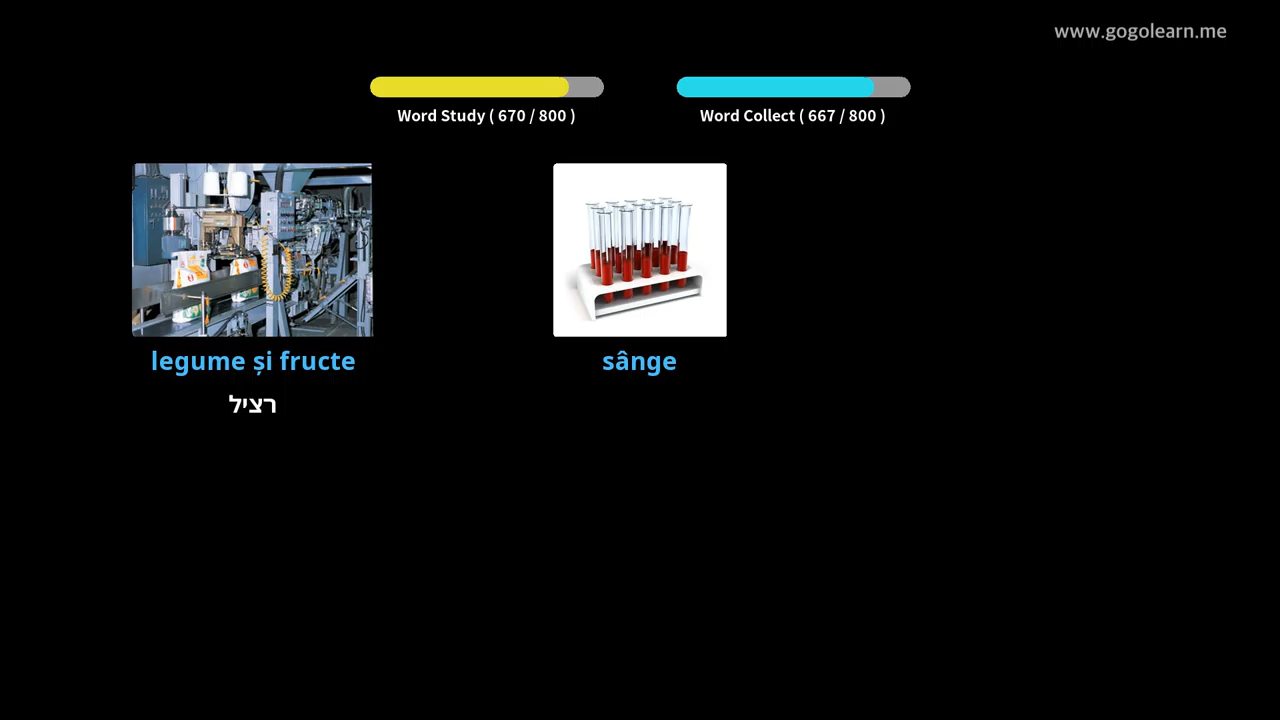 www.gogolearn.me
Word Study ( 670 / 800 )
Word Collect ( 667 / 800 )
legume și fructe
sânge
רציל